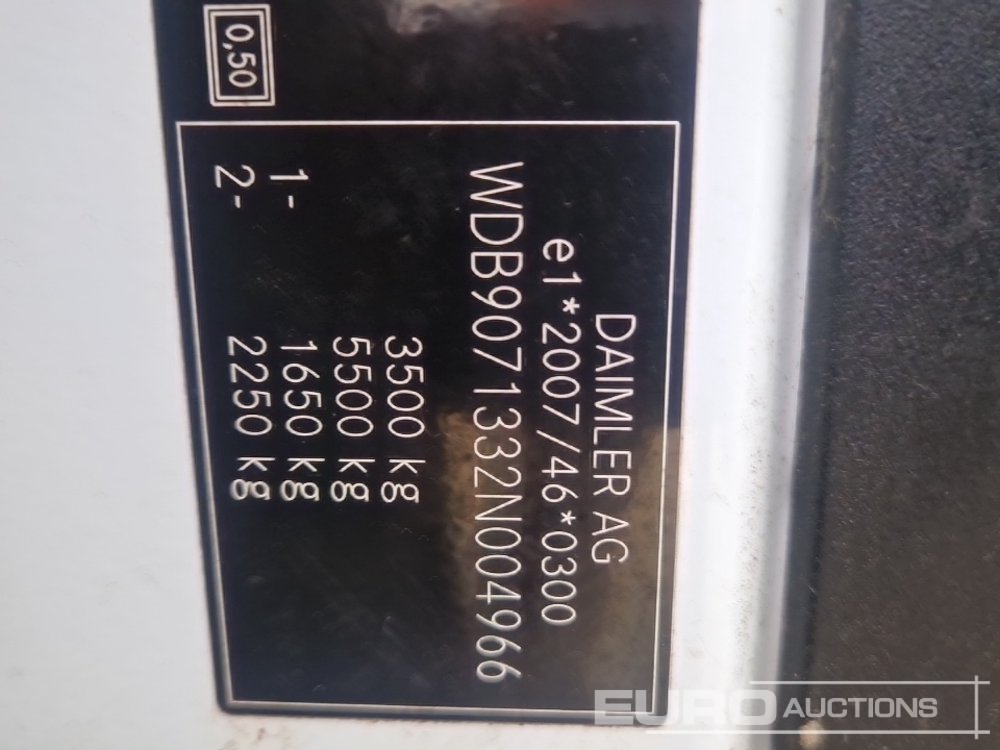 0,50
DAIMLER AG
e1*2007/46*0300
WDB9071332N004966
3500 kg
5500 kg
1- 1650 kg
2- 2250 kg
EURO AUCTIONS